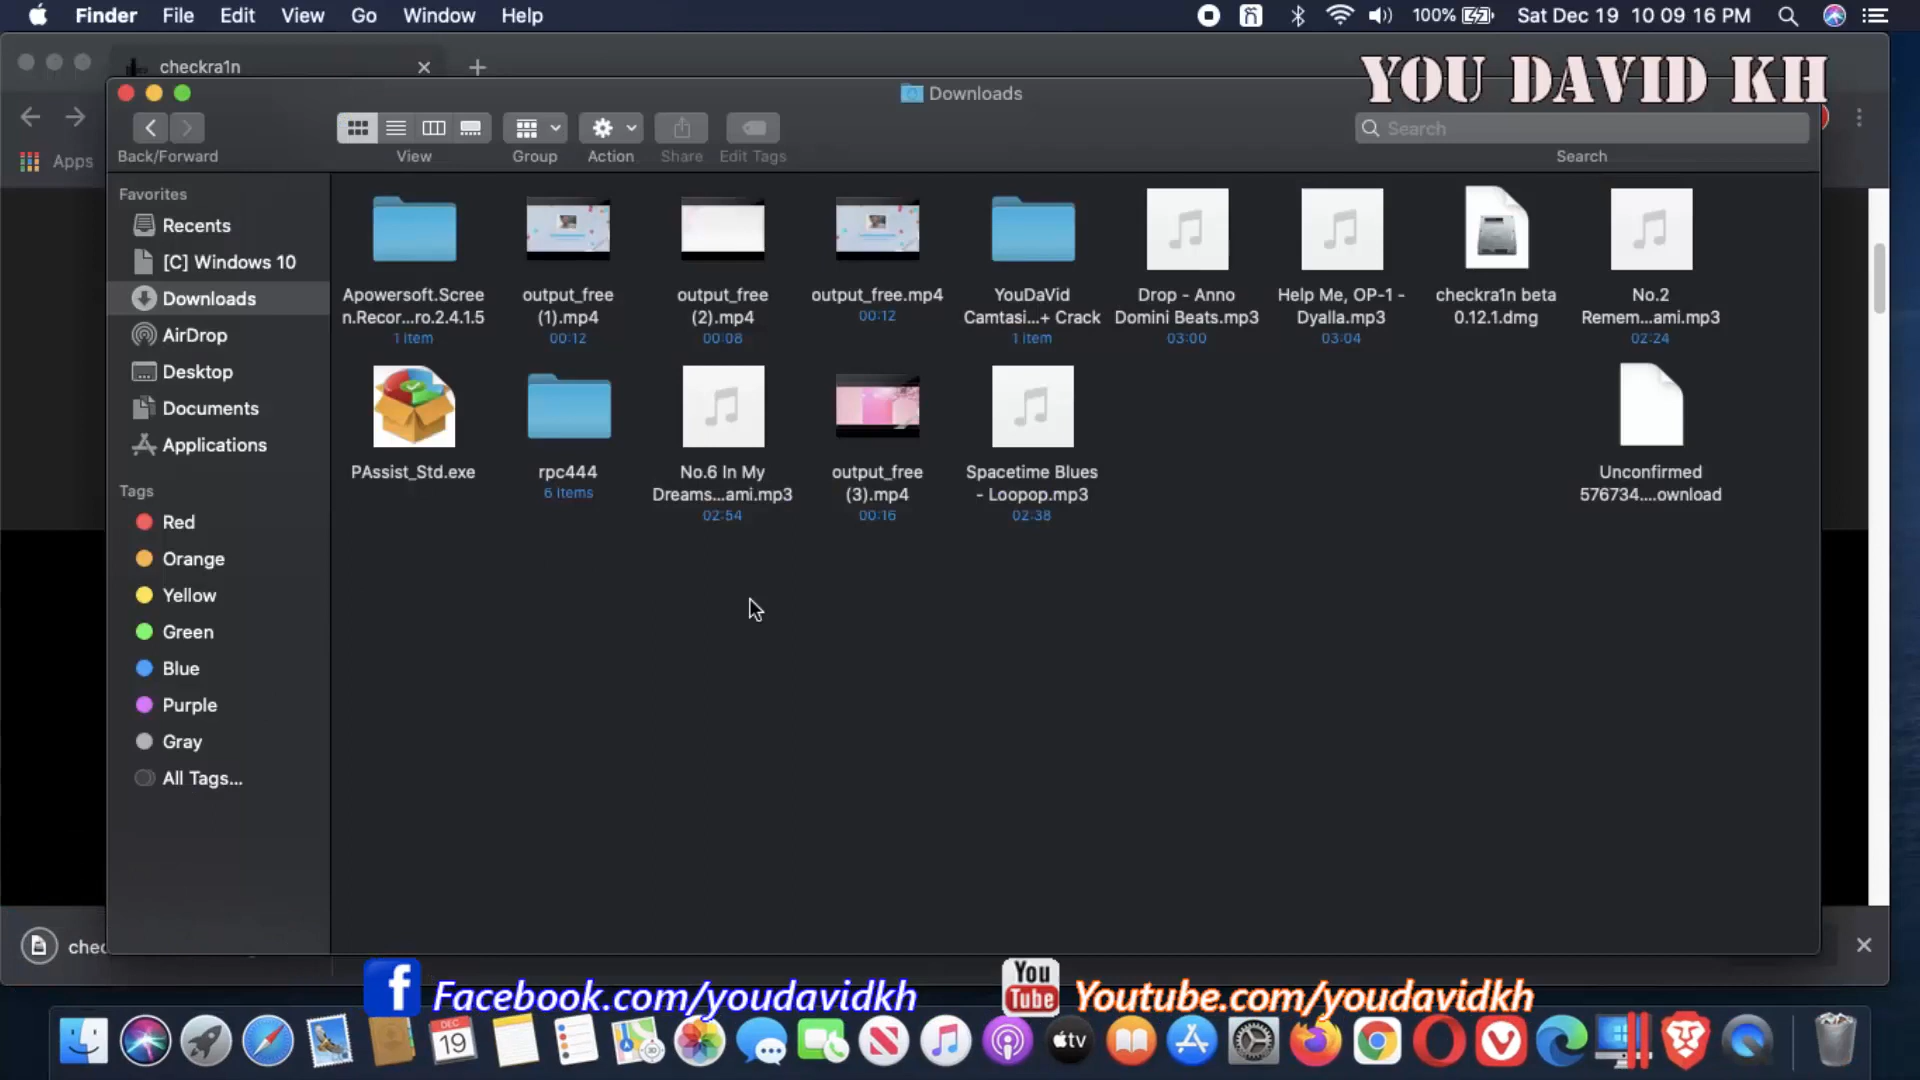 Finder File Edit View Go Window Help 100% Sat Dec 19 10 09 16 PM
checkra1n
YOU DAVID KH
Downloads
Search
Back/Forward View Group Action Share Edit Tags Search
Apps
Favorites
Recents
[C] Windows 10
Downloads
AirDrop
Desktop
Documents
Applications
Tags
Red
Orange
Yellow
Green
Blue
Purple
Gray
All Tags...
Apowersoft.Scree
n.Recor...ro.2.4.1.5
1 item
output_free
(1).mp4
00:12
output_free
(2).mp4
00:08
output_free.mp4
00:12
YouDaVid
Camtasi...+ Crack
1 item
Drop - Anno
Domini Beats.mp3
03:00
Help Me, OP-1 -
Dyalla.mp3
03:04
checkra1n beta
0.12.1.dmg
No.2
Remem...ami.mp3
02:24
PAssist_Std.exe
rpc444
6 items
No.6 In My
Dreams...ami.mp3
02:54
output_free
(3).mp4
00:16
Spacetime Blues
- Loopop.mp3
02:38
Unconfirmed
576734....ownload
chec
f Facebook.com/youdavidkh
You
Tube
Youtube.com/youdavidkh
DEC
19
tv